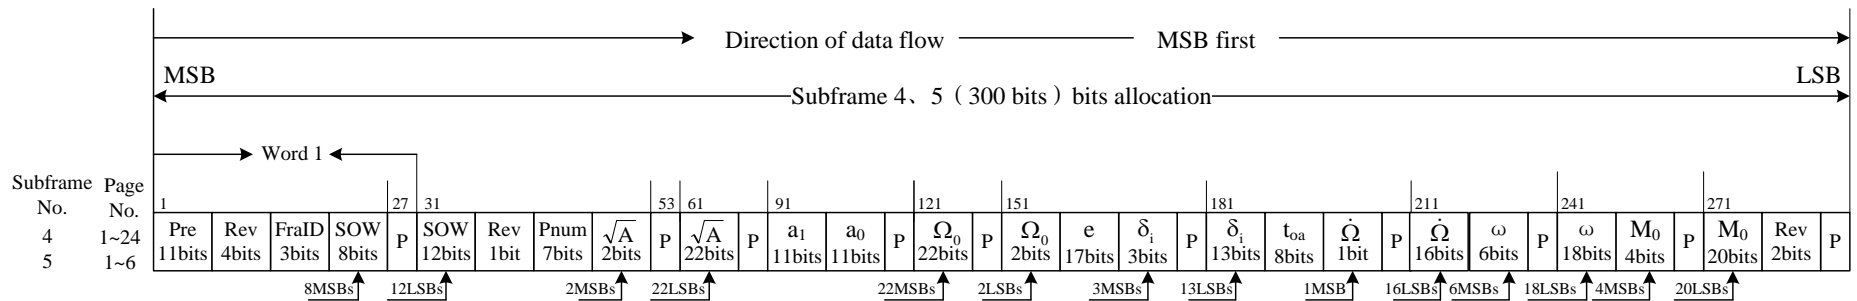 Direction of data flow MSB first
MSB LSB
Subframe 4、5（300 bits）bits allocation
Word 1
Subframe No. Page No.
1 27 31 53 61 91 121 151 181 211 241 271
4 1~24
5 1~6
Pre 11bits
Rev 4bits
FraID 3bits
SOW 8bits
P
SOW 12bits
Rev 1bit
Pnum 7bits
√A 2bits
P
√A 22bits
P
a₁ 11bits
a₀ 11bits
P
Ω₀ 22bits
P
Ω₀ 2bits
e 17bits
δᵢ 3bits
P
δᵢ 13bits
tₒₐ 8bits
Ω̇ 1bit
P
Ω̇ 16bits
ω 6bits
P
ω 18bits
M₀ 4bits
P
M₀ 20bits
Rev 2bits
P
8MSBs 12LSBs 2MSBs 22LSBs 22MSBs 2LSBs 3MSBs 13LSBs 1MSB 16LSBs 6MSBs 18LSBs 4MSBs 20LSBs